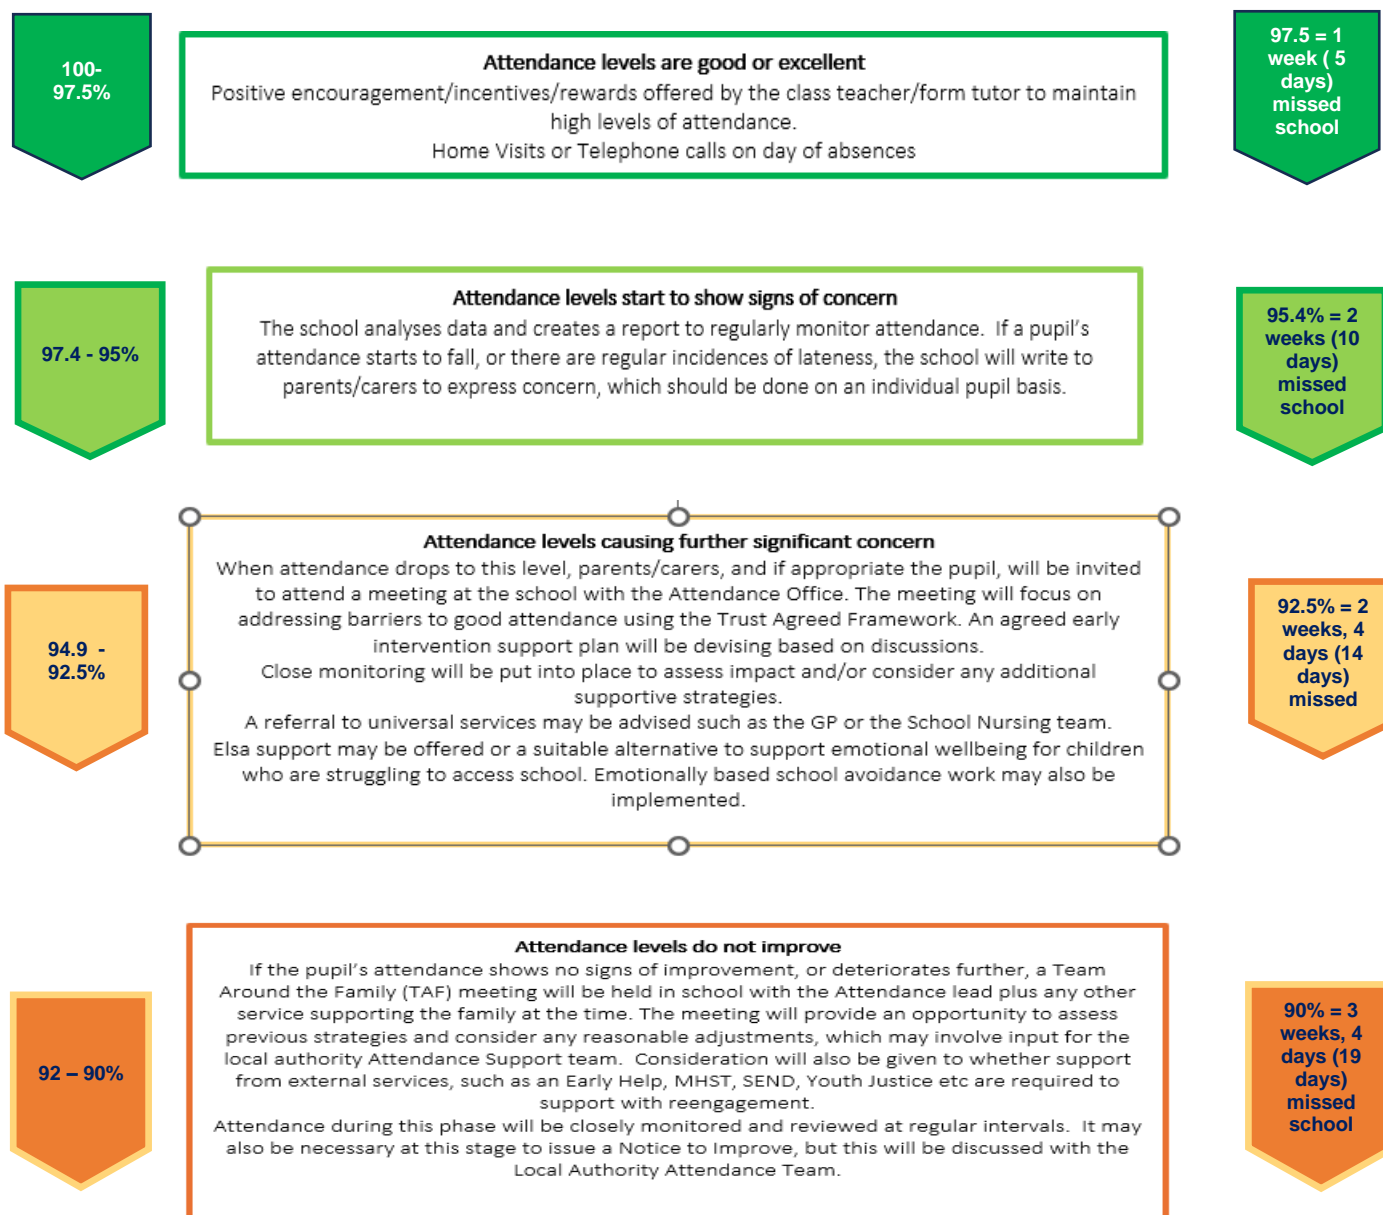 100-
97.5%
Attendance levels are good or excellent
Positive encouragement/incentives/rewards offered by the class teacher/form tutor to maintain
high levels of attendance.
Home Visits or Telephone calls on day of absences
97.5 = 1
week ( 5
days)
missed
school
97.4 - 95%
Attendance levels start to show signs of concern
The school analyses data and creates a report to regularly monitor attendance.  If a pupil's
attendance starts to fall, or there are regular incidences of lateness, the school will write to
parents/carers to express concern, which should be done on an individual pupil basis.
95.4% = 2
weeks (10
days)
missed
school
94.9  -
92.5%
Attendance levels causing further significant concern
When attendance drops to this level, parents/carers, and if appropriate the pupil, will be invited
to attend a meeting at the school with the Attendance Office. The meeting will focus on
addressing barriers to good attendance using the Trust Agreed Framework. An agreed early
intervention support plan will be devising based on discussions.
Close monitoring will be put into place to assess impact and/or consider any additional
supportive strategies.
A referral to universal services may be advised such as the GP or the School Nursing team.
Elsa support may be offered or a suitable alternative to support emotional wellbeing for children
who are struggling to access school. Emotionally based school avoidance work may also be
implemented.
92.5% = 2
weeks, 4
days (14
days)
missed
92 – 90%
Attendance levels do not improve
If the pupil's attendance shows no signs of improvement, or deteriorates further, a Team
Around the Family (TAF) meeting will be held in school with the Attendance lead plus any other
service supporting the family at the time. The meeting will provide an opportunity to assess
previous strategies and consider any reasonable adjustments, which may involve input for the
local authority Attendance Support team.  Consideration will also be given to whether support
from external services, such as an Early Help, MHST, SEND, Youth Justice etc are required to
support with reengagement.
Attendance during this phase will be closely monitored and reviewed at regular intervals.  It may
also be necessary at this stage to issue a Notice to Improve, but this will be discussed with the
Local Authority Attendance Team.
90% = 3
weeks, 4
days (19
days)
missed
school